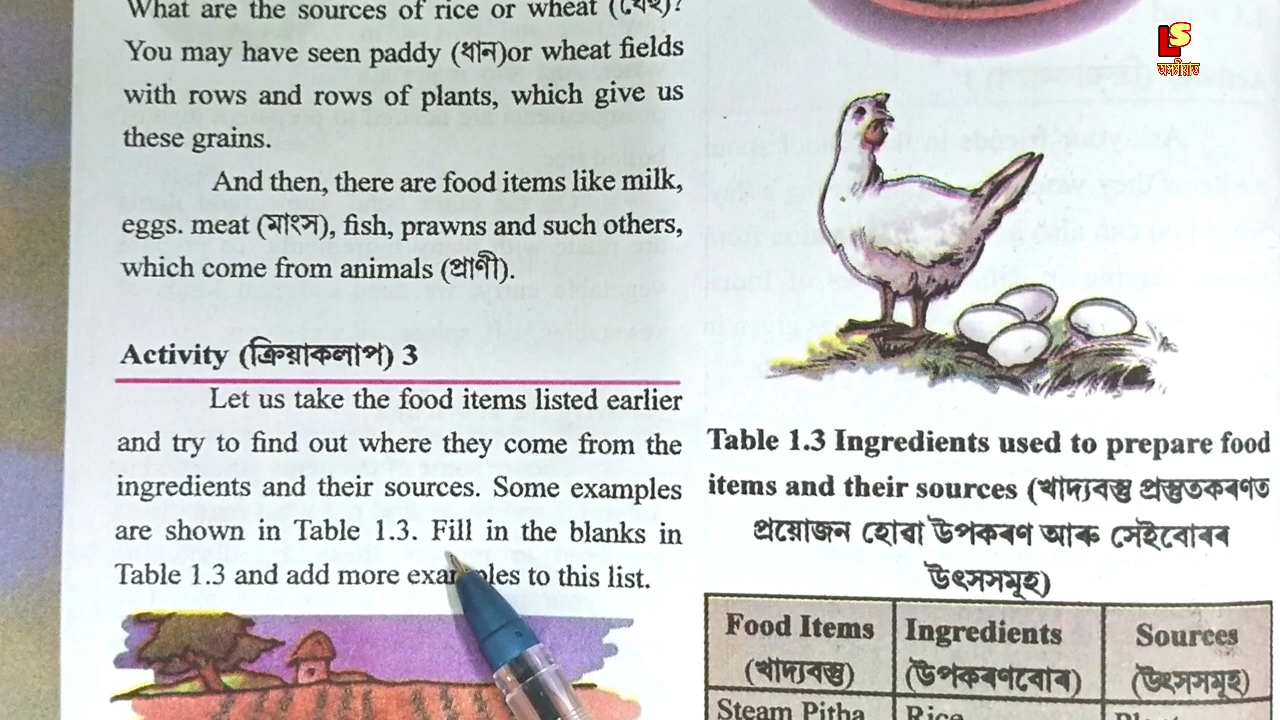 What are the sources of rice or wheat (ঘেঁহু)?
You may have seen paddy (ধান)or wheat fields
with rows and rows of plants, which give us
these grains.
And then, there are food items like milk,
eggs. meat (মাংস), fish, prawns and such others,
which come from animals (প্ৰাণী).
Activity (ক্ৰিয়াকলাপ) 3
Let us take the food items listed earlier
and try to find out where they come from the
ingredients and their sources. Some examples
are shown in Table 1.3. Fill in the blanks in
Table 1.3 and add more examples to this list.
LS
অসমীয়াত
Table 1.3 Ingredients used to prepare food
items and their sources (খাদ্যবস্তু প্ৰস্তুতকৰণত
প্ৰয়োজন হোৱা উপকৰণ আৰু সেইবোৰৰ
উৎসসমূহ)
Food Items
(খাদ্যবস্তু)
Ingredients
(উপকৰণবোৰ)
Sources
(উৎসসমূহ)
Steam Pitha
Rice